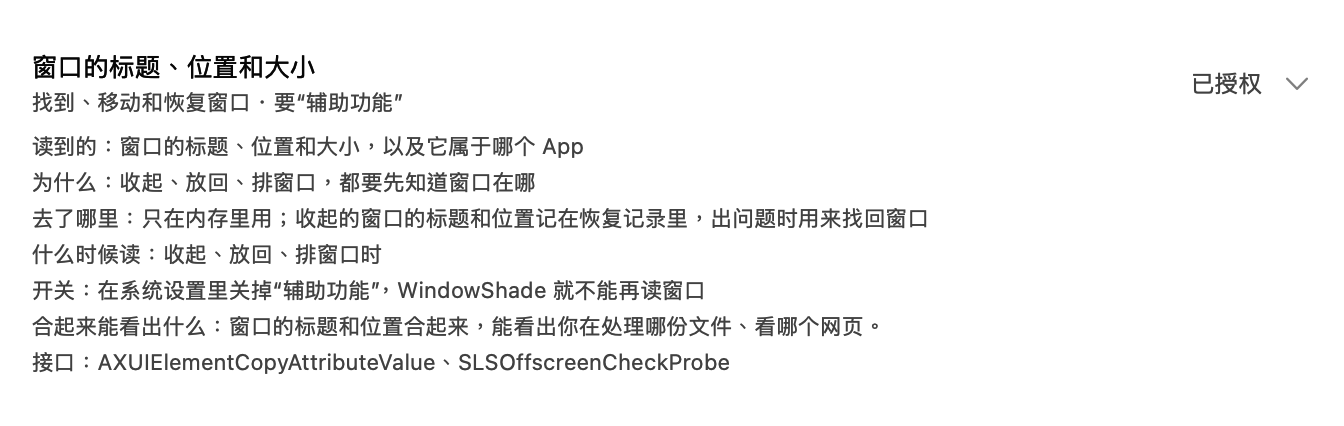 窗口的标题、位置和大小
已授权
找到、移动和恢复窗口 · 要“辅助功能”
读到的：窗口的标题、位置和大小，以及它属于哪个 App
为什么：收起、放回、排窗口，都要先知道窗口在哪
去了哪里：只在内存里用；收起的窗口的标题和位置记在恢复记录里，出问题时用来找回窗口
什么时候读：收起、放回、排窗口时
开关：在系统设置里关掉“辅助功能”，WindowShade 就不能再读窗口
合起来能看出什么：窗口的标题和位置合起来，能看出你在处理哪份文件、看哪个网页。
接口：AXUIElementCopyAttributeValue、SLSOffscreenCheckProbe